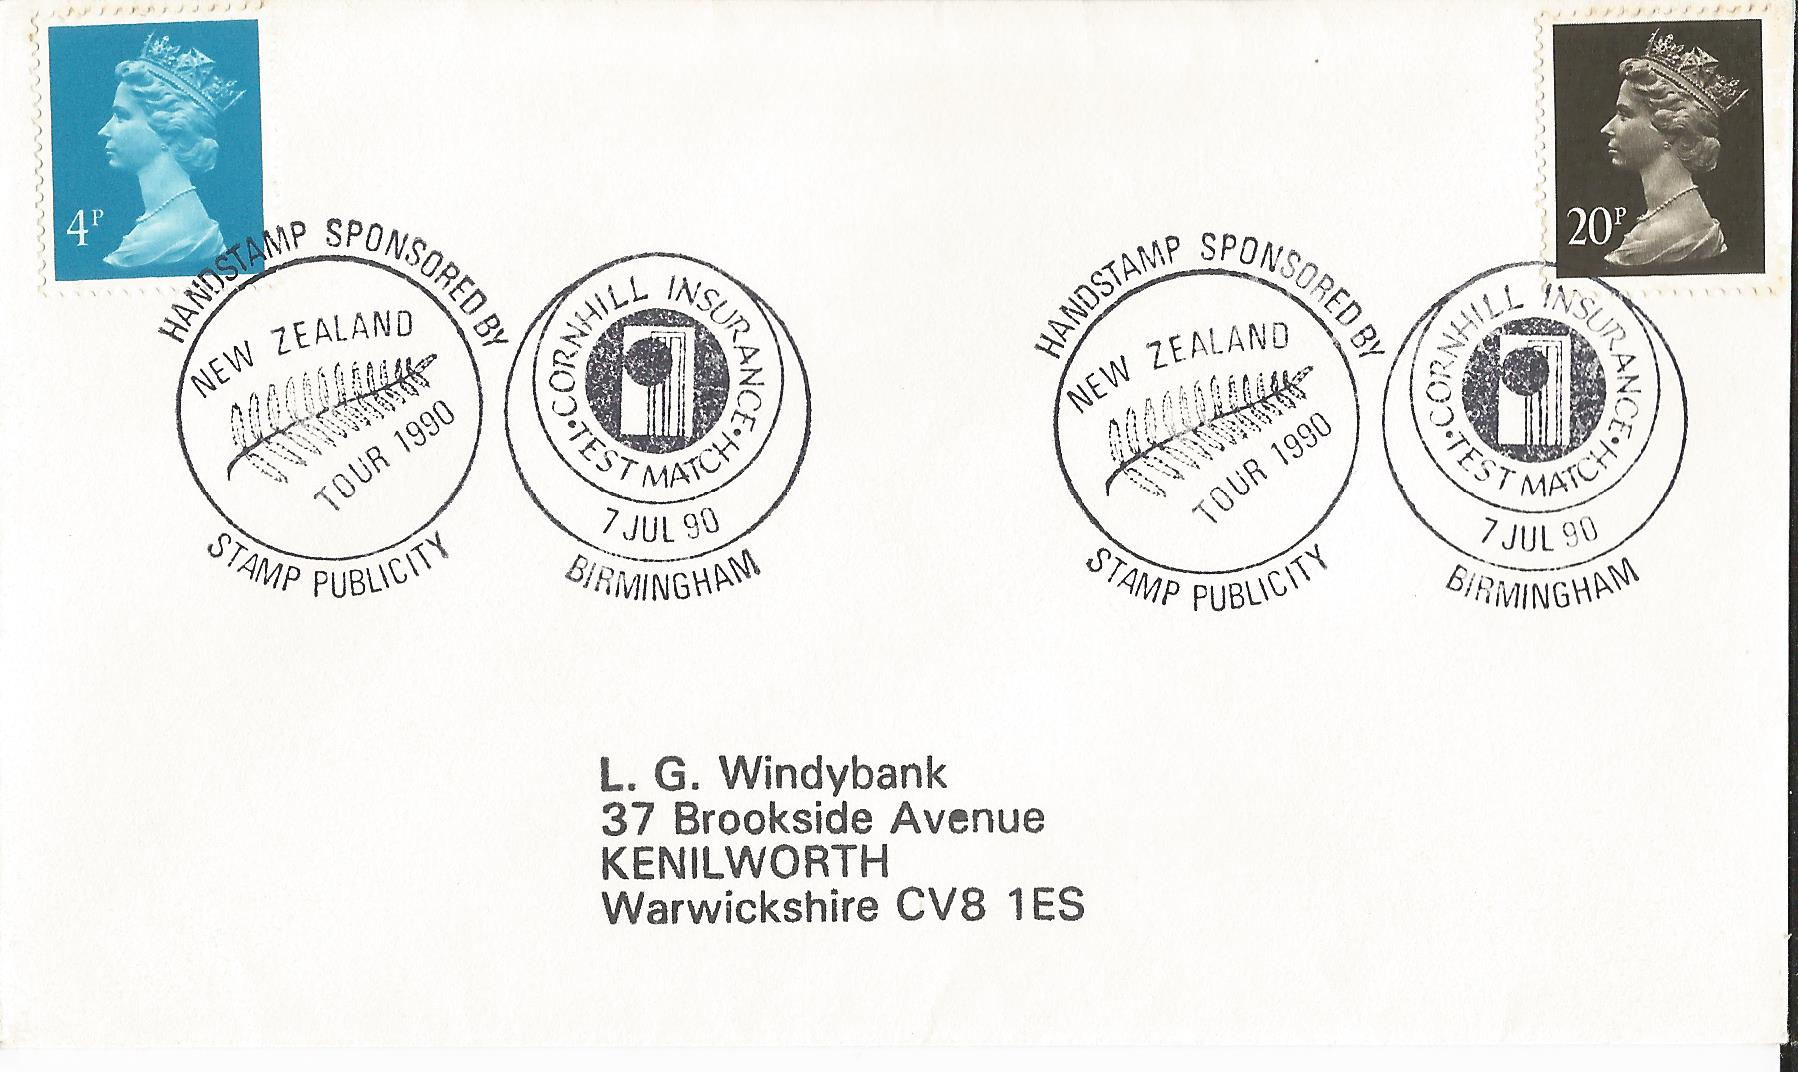 4P
20P
HANDSTAMP SPONSORED BY
NEW ZEALAND
TOUR 1990
STAMP PUBLICITY
CORNHILL INSURANCE
• TEST MATCH •
7 JUL 90
BIRMINGHAM
HANDSTAMP SPONSORED BY
NEW ZEALAND
TOUR 1990
STAMP PUBLICITY
CORNHILL INSURANCE
• TEST MATCH •
7 JUL 90
BIRMINGHAM
L. G. Windybank
37 Brookside Avenue
KENILWORTH
Warwickshire CV8 1ES